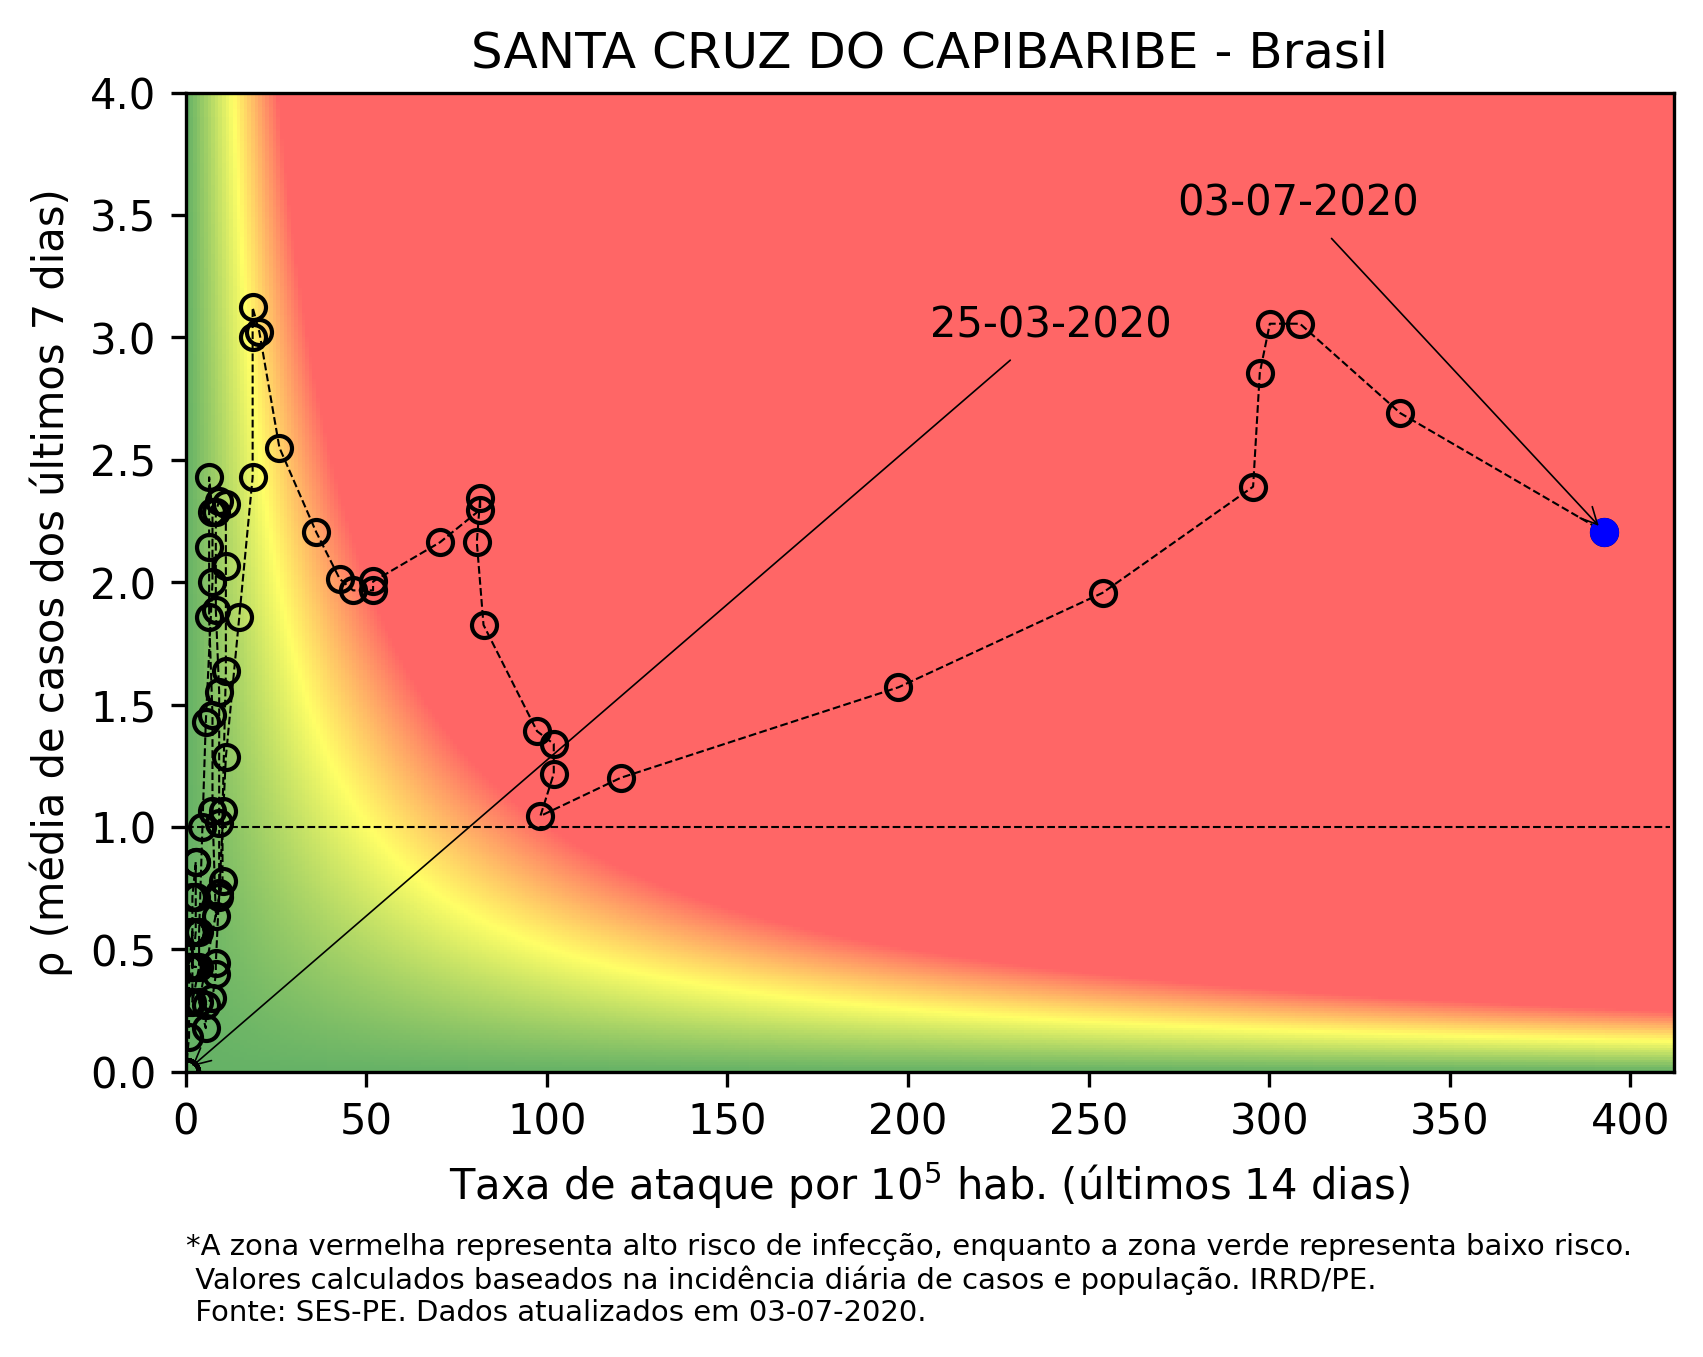 SANTA CRUZ DO CAPIBARIBE - Brasil
4.0
3.5
3.0
2.5
2.0
1.5
1.0
0.5
0.0
ρ (média de casos dos últimos 7 dias)
03-07-2020
25-03-2020
0 50 100 150 200 250 300 350 400
Taxa de ataque por 10⁵ hab. (últimos 14 dias)
*A zona vermelha representa alto risco de infecção, enquanto a zona verde representa baixo risco.
Valores calculados baseados na incidência diária de casos e população. IRRD/PE.
Fonte: SES-PE. Dados atualizados em 03-07-2020.